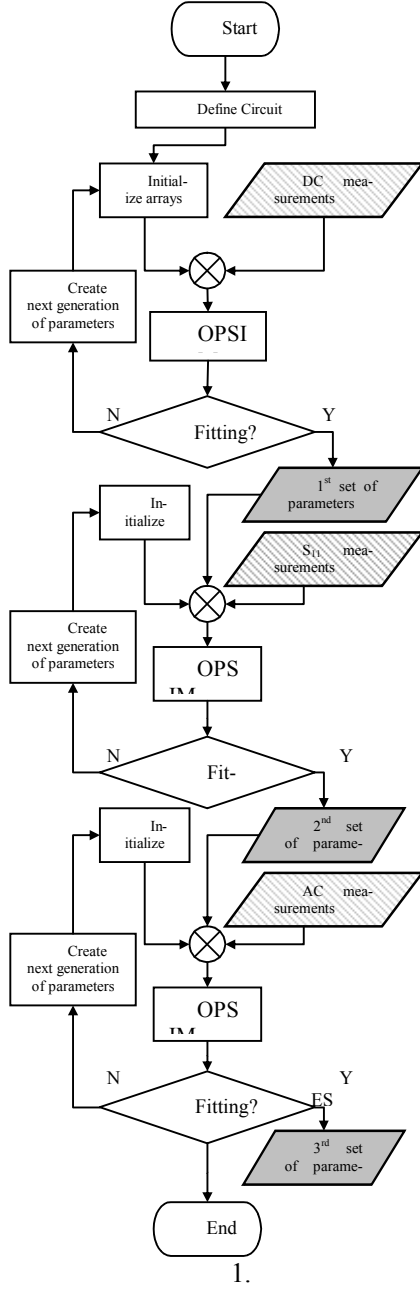 Start
Define Circuit
Initial-
ize arrays
DC mea-
surements
Create
next generation
of parameters
OPSI
N
Fitting?
Y
1st set of
parameters
In-
itialize
S11 mea-
surements
Create
next generation
of parameters
OPS
IM
N
Fit-
Y
2nd set
of parame-
In-
itialize
AC mea-
surements
Create
next generation
of parameters
OPS
IM
N
Fitting?
Y
ES
3rd set
of parame-
End
1.